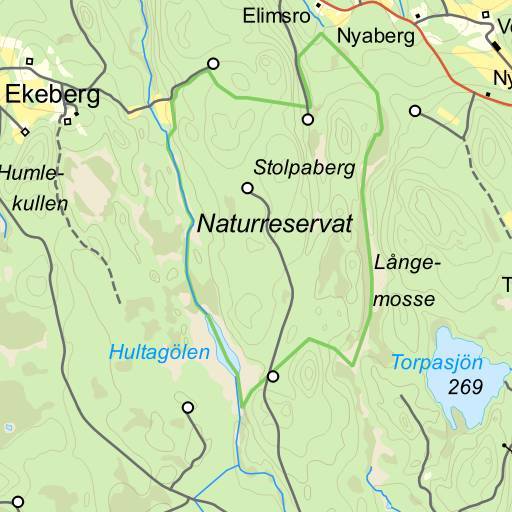 Elimsro
Nyaberg
Ekeberg
Stolpaberg
Humle-
kullen
Naturreservat
Långe-
mosse
Hultagölen
Torpasjön
269